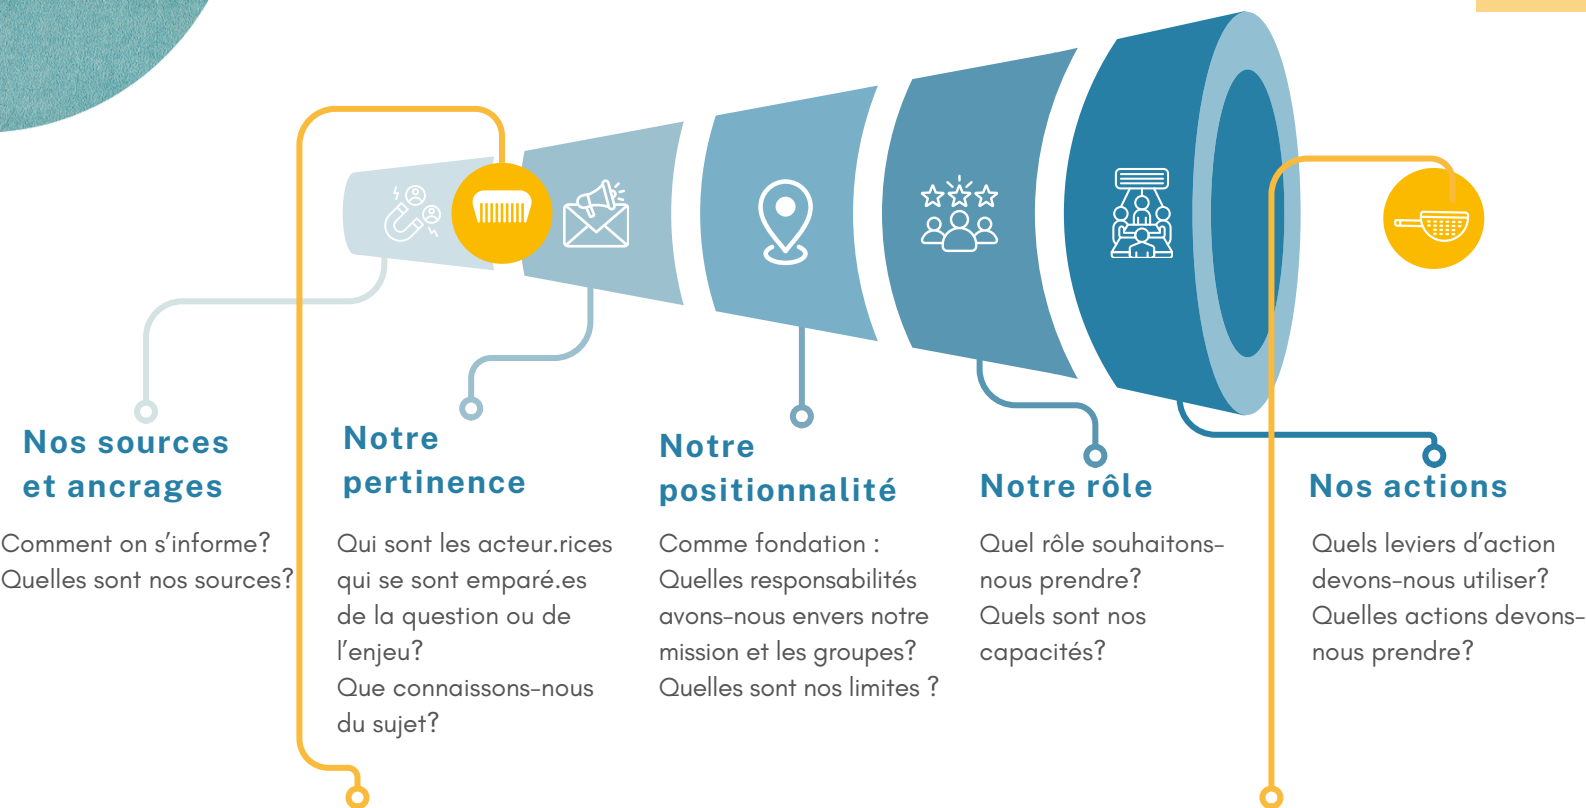 Nos sources
et ancrages
Comment on s'informe?
Quelles sont nos sources?
Notre
pertinence
Qui sont les acteur.rices
qui se sont emparé.es
de la question ou de
l'enjeu?
Que connaissons-nous
du sujet?
Notre
positionnalité
Comme fondation :
Quelles responsabilités
avons-nous envers notre
mission et les groupes?
Quelles sont nos limites ?
Notre rôle
Quel rôle souhaitons-
nous prendre?
Quels sont nos
capacités?
Nos actions
Quels leviers d'action
devons-nous utiliser?
Quelles actions devons-
nous prendre?